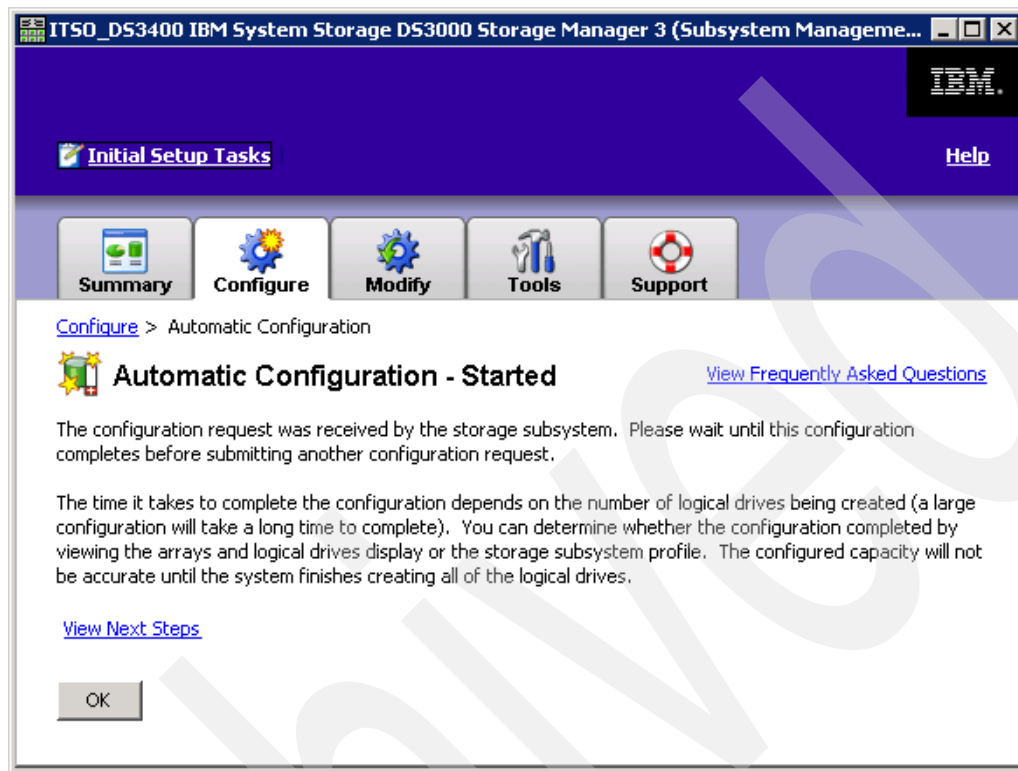 ITSO_DS3400 IBM System Storage DS3000 Storage Manager 3 (Subsystem Manageme...
IBM.
Initial Setup Tasks
Help
Summary
Configure
Modify
Tools
Support
Configure > Automatic Configuration
Automatic Configuration - Started
View Frequently Asked Questions
The configuration request was received by the storage subsystem. Please wait until this configuration
completes before submitting another configuration request.
The time it takes to complete the configuration depends on the number of logical drives being created (a large
configuration will take a long time to complete). You can determine whether the configuration completed by
viewing the arrays and logical drives display or the storage subsystem profile. The configured capacity will not
be accurate until the system finishes creating all of the logical drives.
View Next Steps
OK